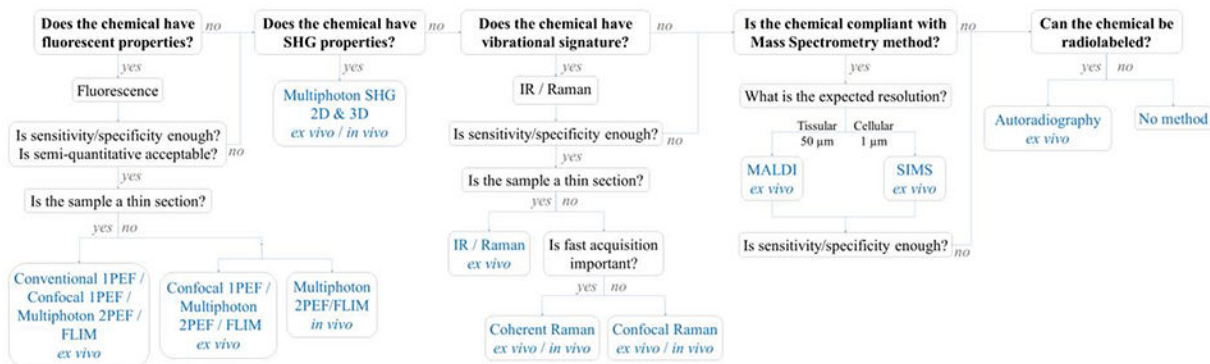 Does the chemical have
fluorescent properties?
no
yes
Fluorescence
Is sensitivity/specificity enough?
Is semi-quantitative acceptable?
no
yes
Is the sample a thin section?
yes no
Conventional 1PEF /
Confocal 1PEF /
Multiphoton 2PEF /
FLIM
ex vivo
Confocal 1PEF /
Multiphoton
2PEF / FLIM
ex vivo
Multiphoton
2PEF/FLIM
in vivo
Does the chemical have
SHG properties?
no
yes
Multiphoton SHG
2D & 3D
ex vivo / in vivo
Does the chemical have
vibrational signature?
no
yes
IR / Raman
Is sensitivity/specificity enough?
no
yes
Is the sample a thin section?
yes no
IR / Raman
ex vivo
Is fast acquisition
important?
yes no
Coherent Raman
ex vivo / in vivo
Confocal Raman
ex vivo / in vivo
Is the chemical compliant with
Mass Spectrometry method?
no
yes
What is the expected resolution?
Tissular
50 µm
Cellular
1 µm
MALDI
ex vivo
SIMS
ex vivo
Is sensitivity/specificity enough?
no
Can the chemical be
radiolabeled?
yes no
Autoradiography
ex vivo
No method